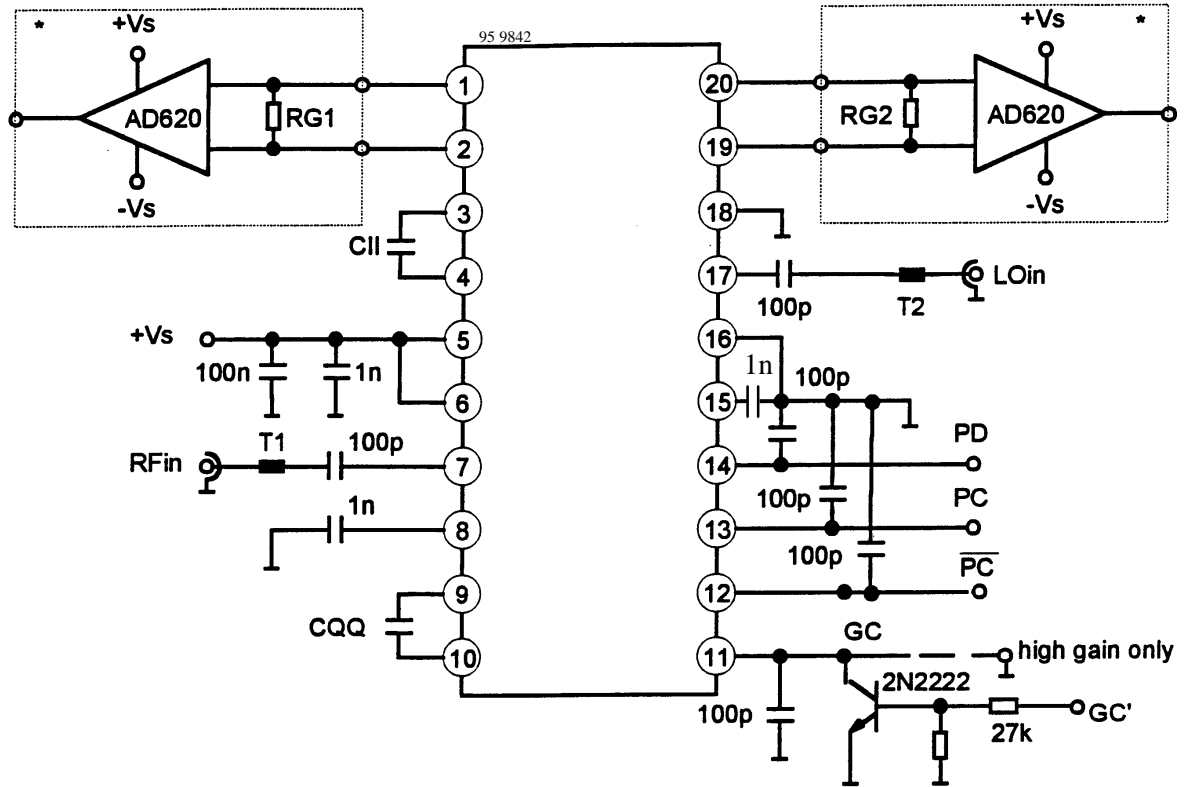 * +Vs 95 9842 +Vs *
AD620 RG1 1 20 RG2 AD620
2 19
-Vs -Vs
3 18
CII
4 17 LOin
100p T2
+Vs 5 16
100n 1n 1n 100p
6 15
T1 100p PD
RFin 7 14
100p PC
1n
8 13
100p PC
9 12
CQQ GC
10 11 high gain only
2N2222
100p GC'
27k